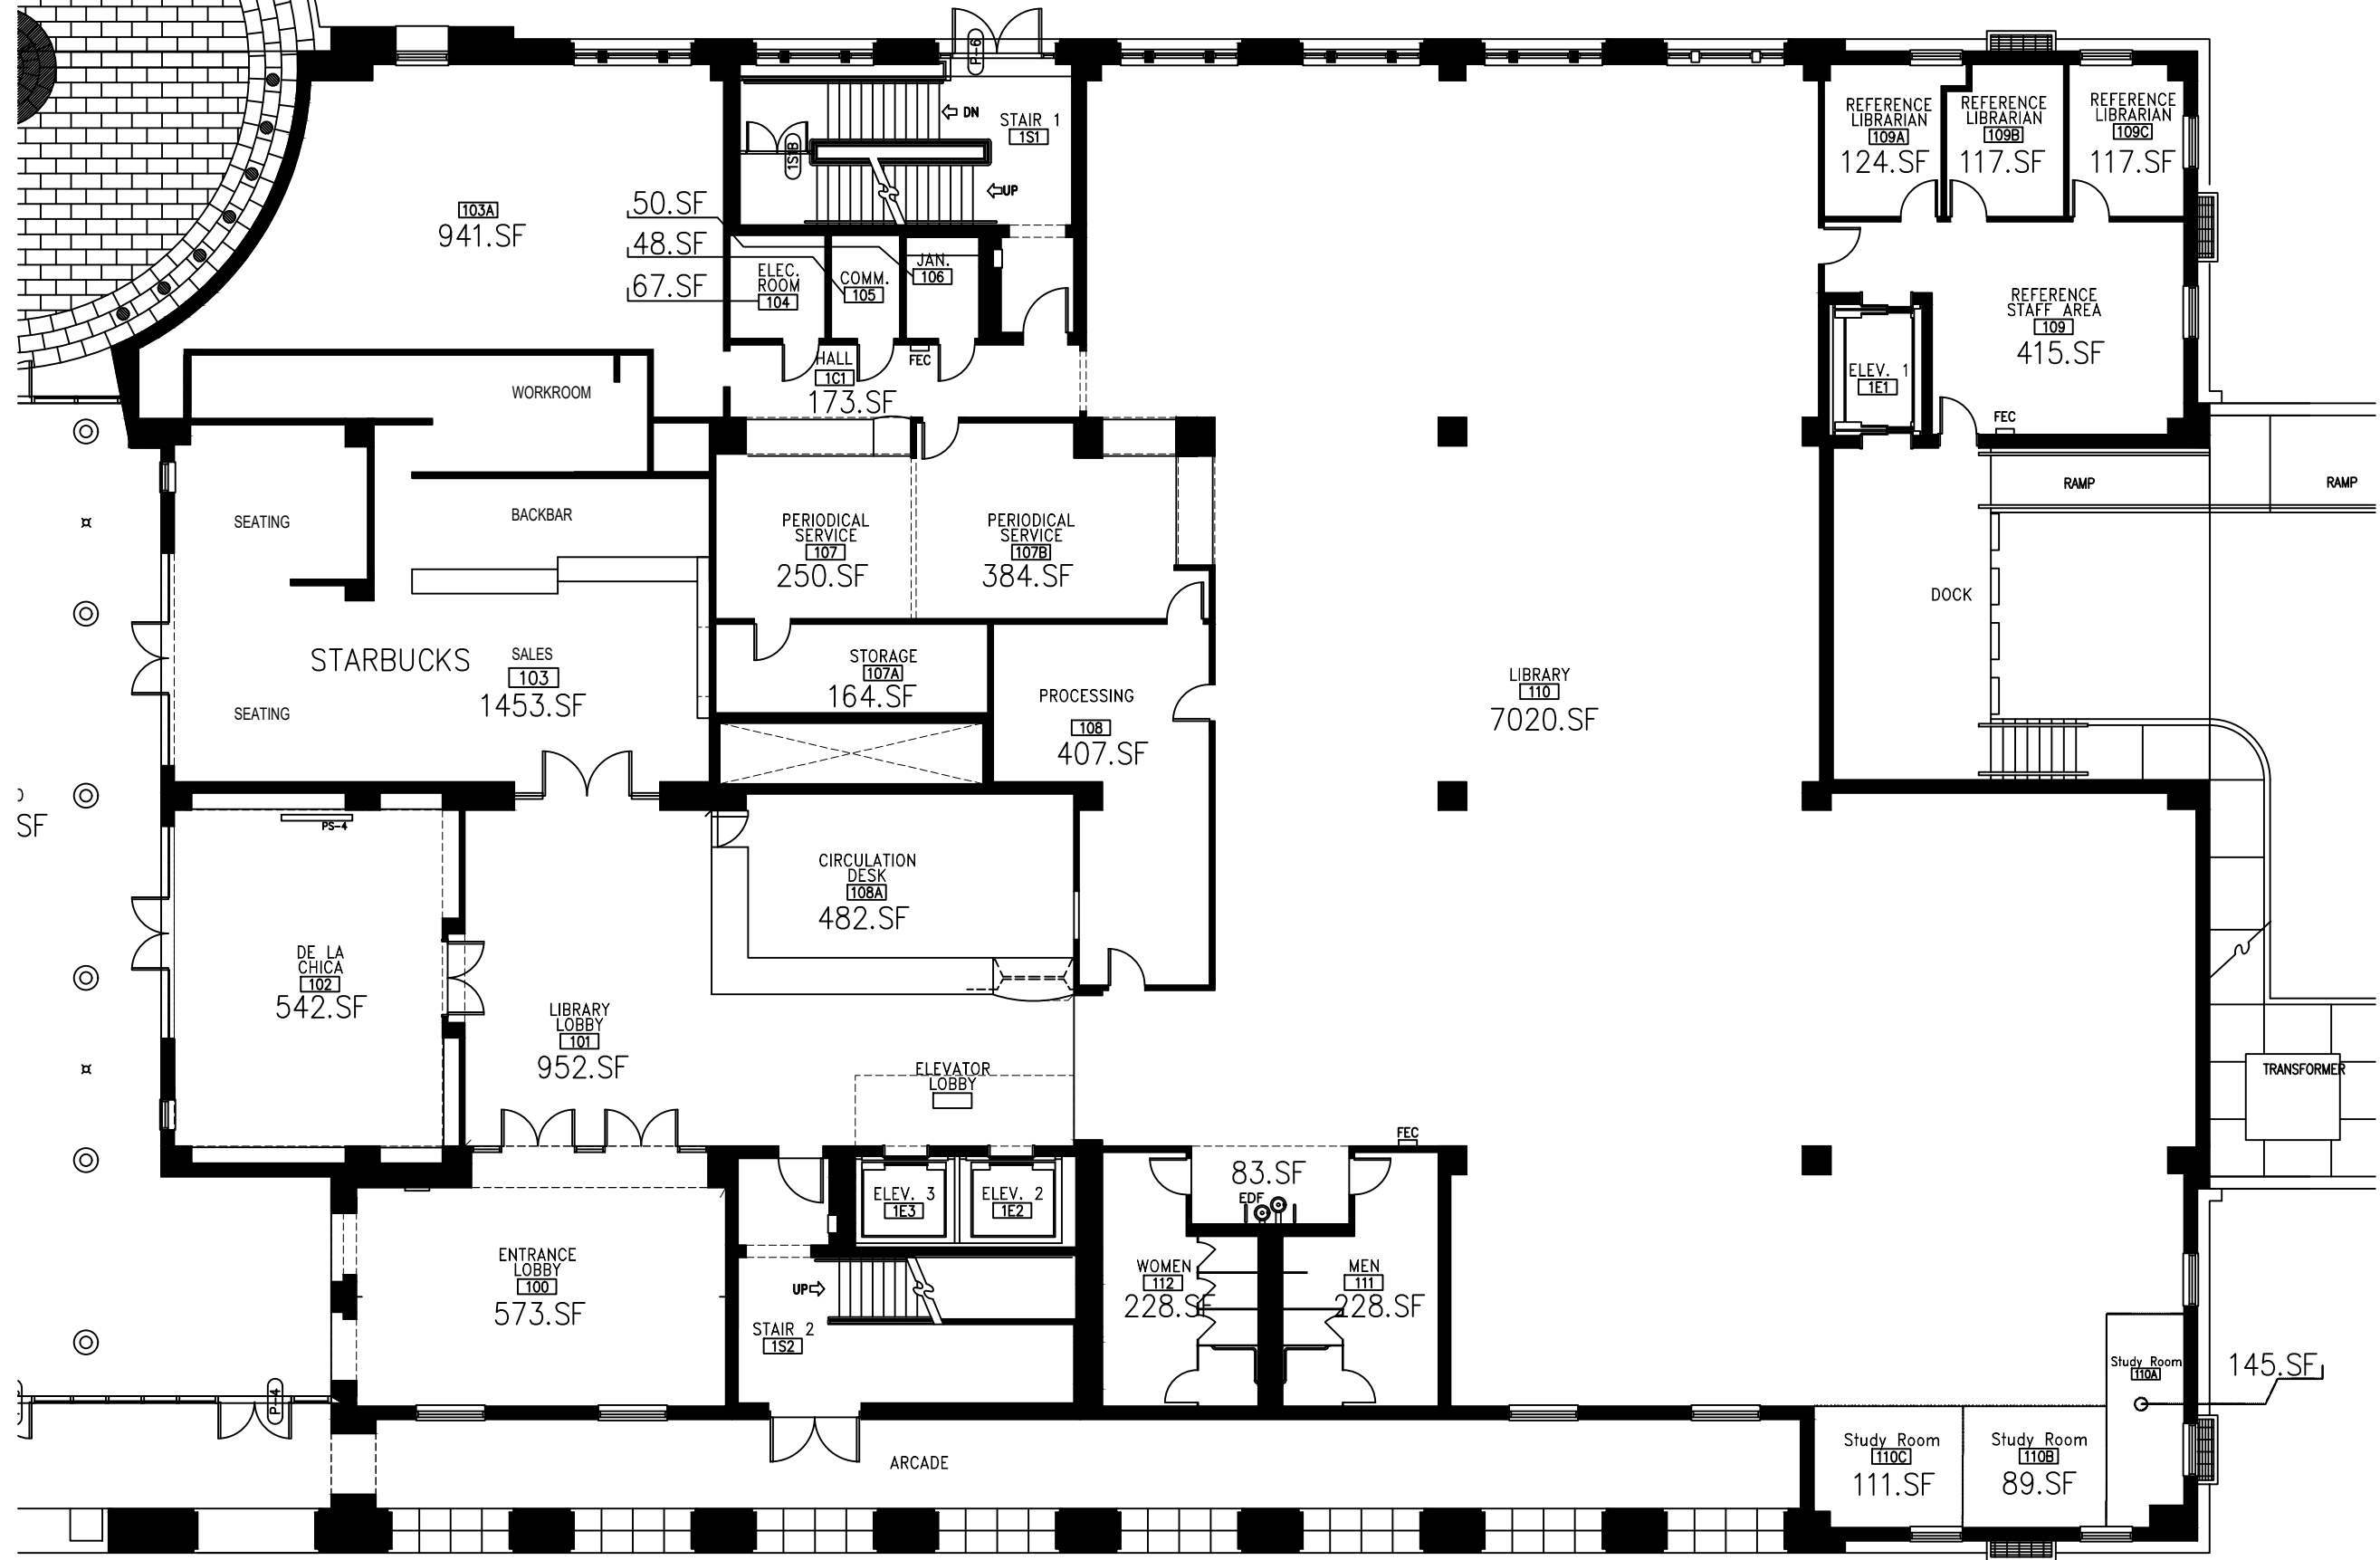 P-6
DN
STAIR 1
1S1
1S1B
UP
REFERENCE
LIBRARIAN
109A
124.SF
REFERENCE
LIBRARIAN
109B
117.SF
REFERENCE
LIBRARIAN
109C
117.SF
103A
941.SF
50.SF
48.SF
67.SF
ELEC.
ROOM
104
COMM.
105
JAN.
106
FEC
HALL
1C1
173.SF
REFERENCE
STAFF AREA
109
415.SF
ELEV. 1
1E1
FEC
WORKROOM
SEATING
BACKBAR
PERIODICAL
SERVICE
107
250.SF
PERIODICAL
SERVICE
107B
384.SF
RAMP
RAMP
DOCK
STARBUCKS
SALES
103
1453.SF
SEATING
STORAGE
107A
164.SF
PROCESSING
108
407.SF
LIBRARY
110
7020.SF
SF
PS-4
CIRCULATION
DESK
108A
482.SF
DE LA
CHICA
102
542.SF
LIBRARY
LOBBY
101
952.SF
ELEVATOR
LOBBY
TRANSFORMER
FEC
83.SF
EDF
ELEV. 3
1E3
ELEV. 2
1E2
ENTRANCE
LOBBY
100
573.SF
UP
STAIR 2
1S2
WOMEN
112
228.SF
MEN
111
228.SF
Study Room
110A
145.SF
P-4
ARCADE
Study Room
110C
111.SF
Study Room
110B
89.SF